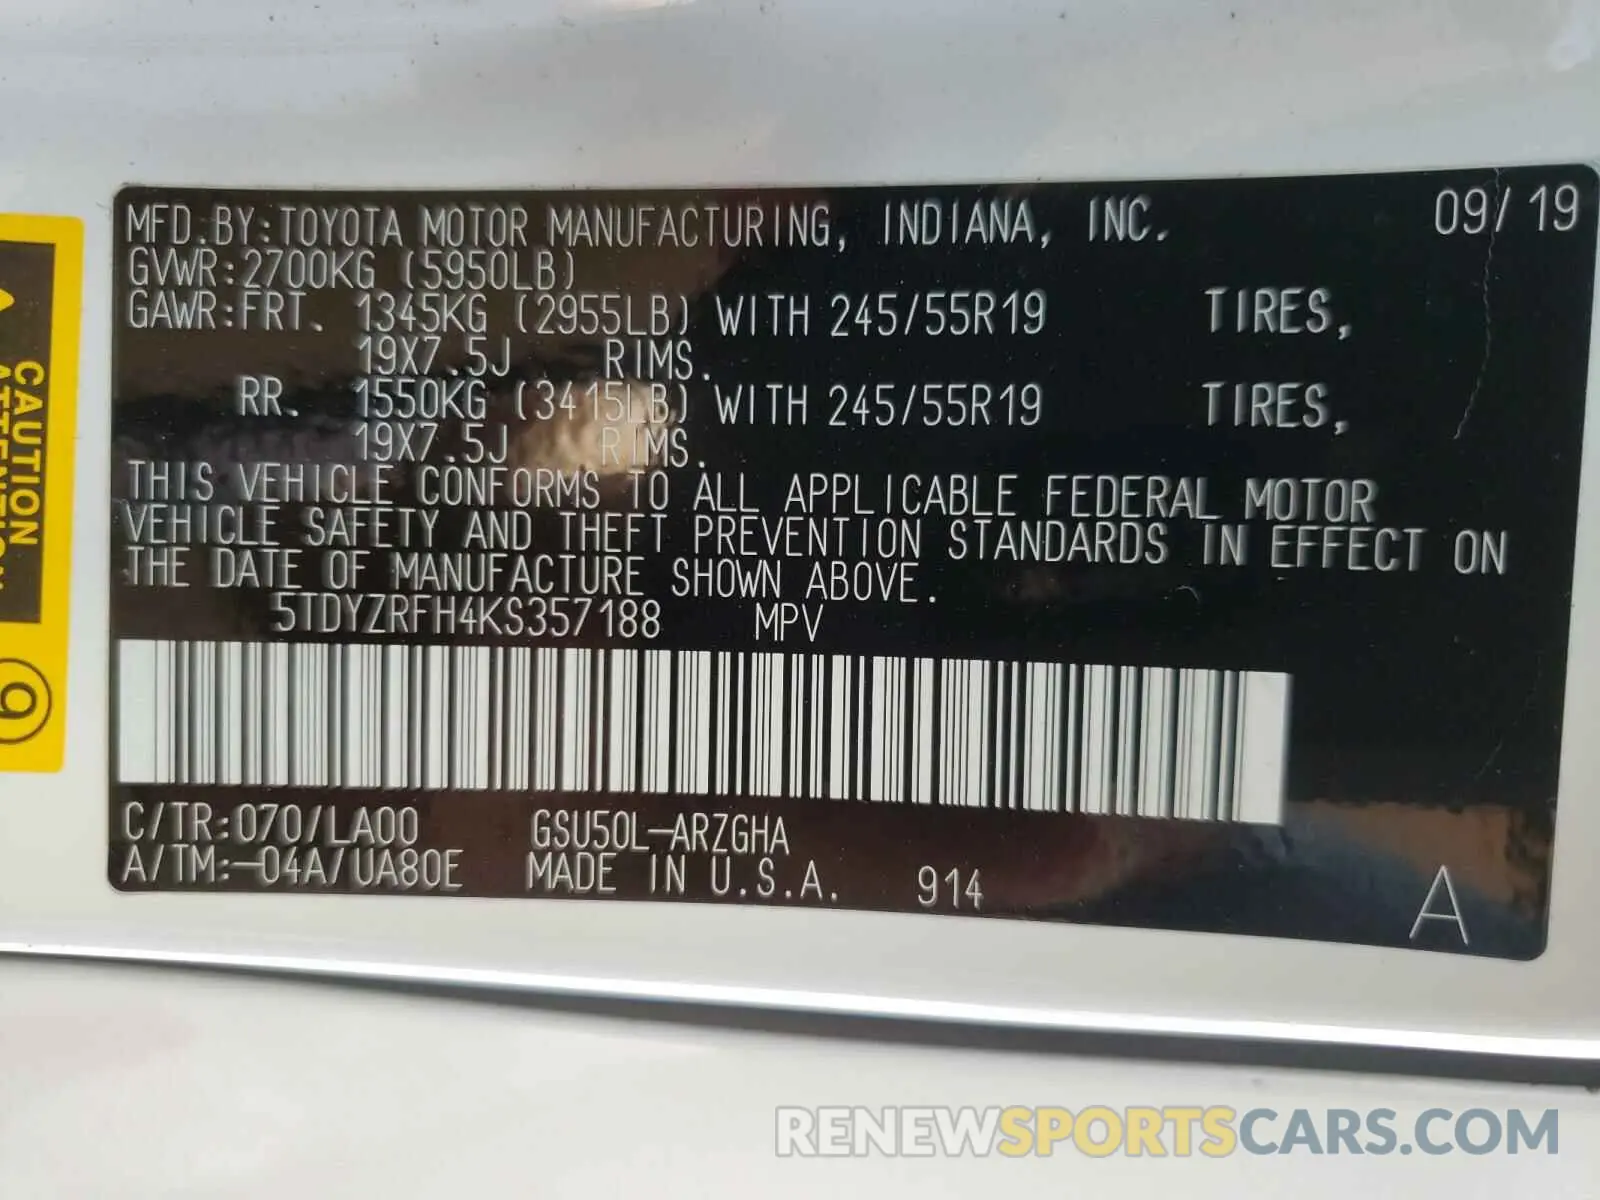 MFD.BY:TOYOTA MOTOR MANUFACTURING, INDIANA, INC. 09/19
GVWR:2700KG (5950LB)
GAWR:FRT. 1345KG (2955LB) WITH 245/55R19 TIRES,
19X7.5J RIMS.
RR. 1550KG (3415LB) WITH 245/55R19 TIRES,
19X7.5J RIMS.
THIS VEHICLE CONFORMS TO ALL APPLICABLE FEDERAL MOTOR
VEHICLE SAFETY AND THEFT PREVENTION STANDARDS IN EFFECT ON
THE DATE OF MANUFACTURE SHOWN ABOVE.
5TDYZRFH4KS357188 MPV
C/TR:070/LA00 GSU50L-ARZGHA
A/TM:-04A/UA80E MADE IN U.S.A. 914
A
CAUTION
ATTENTION
9
RENEWSPORTSCARS.COM